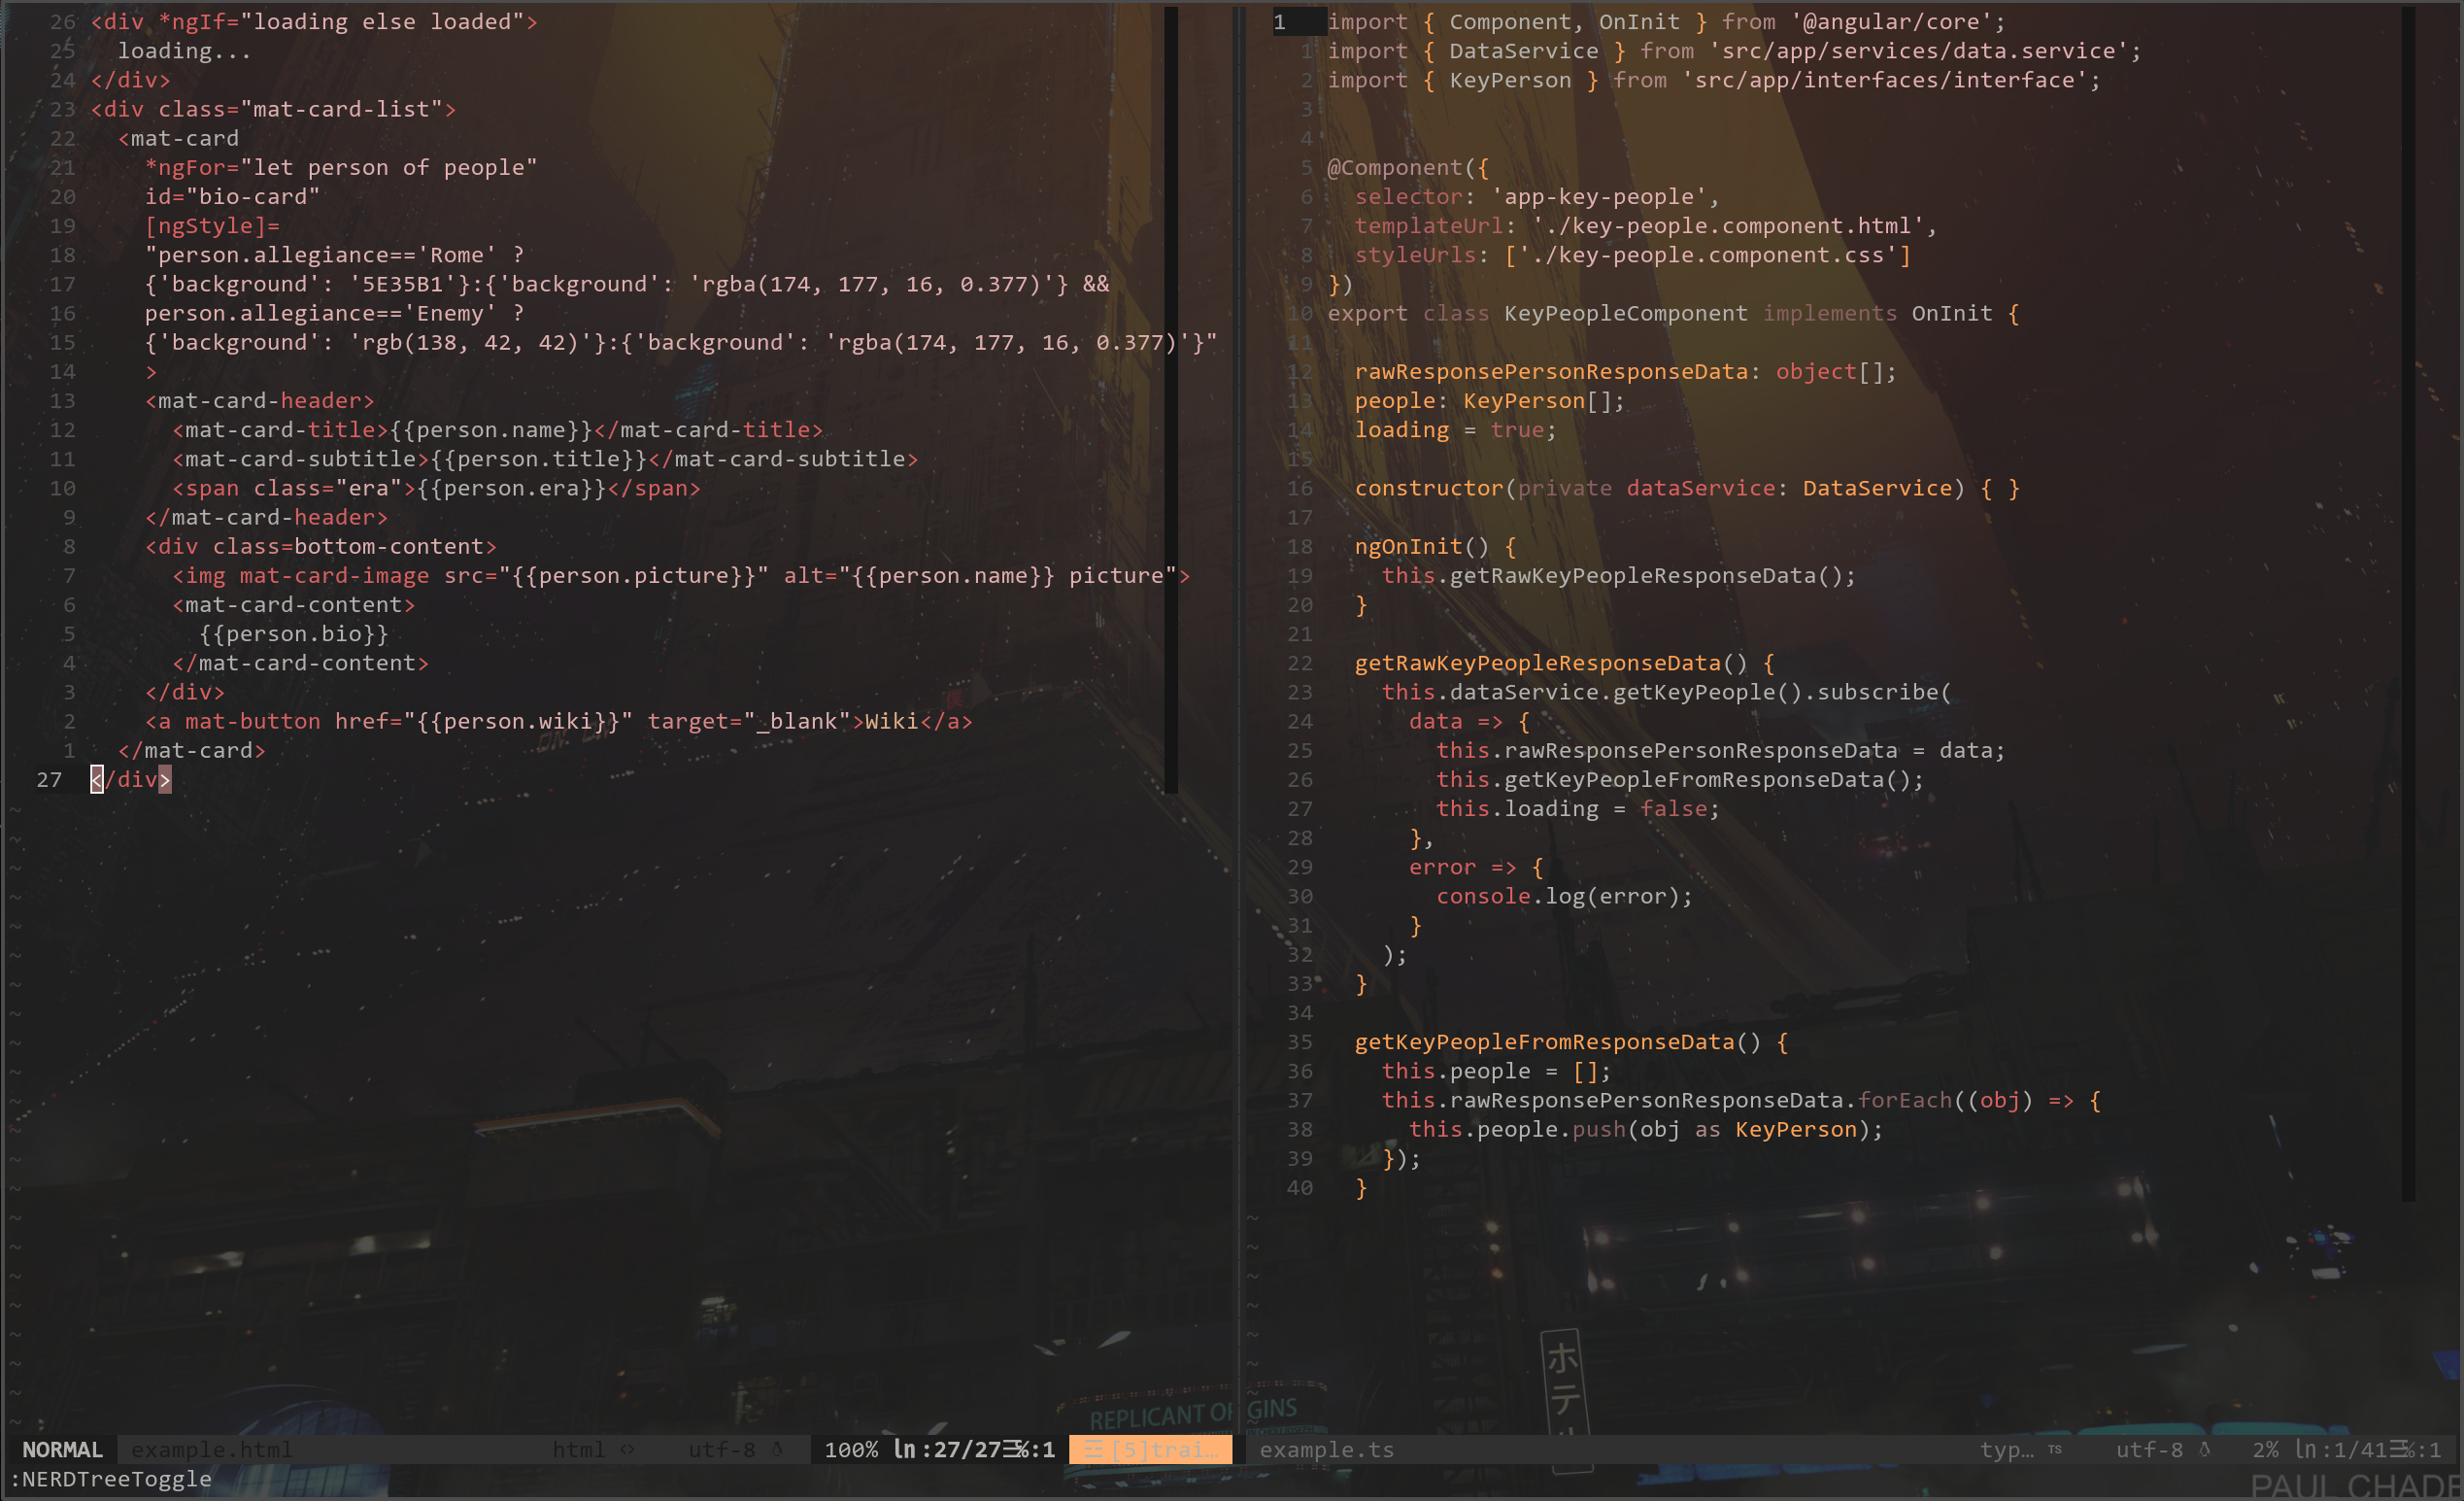 26 <div *ngIf="loading else loaded">
25   loading...
24 </div>
23 <div class="mat-card-list">
22   <mat-card
21     *ngFor="let person of people"
20     id="bio-card"
19     [ngStyle]=
18     "person.allegiance=='Rome' ?
17     {'background': '5E35B1'}:{'background': 'rgba(174, 177, 16, 0.377)'} &&
16     person.allegiance=='Enemy' ?
15     {'background': 'rgb(138, 42, 42)'}:{'background': 'rgba(174, 177, 16, 0.377)'}"
14     >
13     <mat-card-header>
12       <mat-card-title>{{person.name}}</mat-card-title>
11       <mat-card-subtitle>{{person.title}}</mat-card-subtitle>
10       <span class="era">{{person.era}}</span>
9     </mat-card-header>
8     <div class=bottom-content>
7       <img mat-card-image src="{{person.picture}}" alt="{{person.name}} picture">
6       <mat-card-content>
5         {{person.bio}}
4       </mat-card-content>
3     </div>
2     <a mat-button href="{{person.wiki}}" target="_blank">Wiki</a>
1   </mat-card>
27 </div>
1 import { Component, OnInit } from '@angular/core';
1 import { DataService } from 'src/app/services/data.service';
2 import { KeyPerson } from 'src/app/interfaces/interface';
3
4
5 @Component({
6   selector: 'app-key-people',
7   templateUrl: './key-people.component.html',
8   styleUrls: ['./key-people.component.css']
9 })
10 export class KeyPeopleComponent implements OnInit {
11
12   rawResponsePersonResponseData: object[];
13   people: KeyPerson[];
14   loading = true;
15
16   constructor(private dataService: DataService) { }
17
18   ngOnInit() {
19     this.getRawKeyPeopleResponseData();
20   }
21
22   getRawKeyPeopleResponseData() {
23     this.dataService.getKeyPeople().subscribe(
24       data => {
25         this.rawResponsePersonResponseData = data;
26         this.getKeyPeopleFromResponseData();
27         this.loading = false;
28       },
29       error => {
30         console.log(error);
31       }
32     );
33   }
34
35   getKeyPeopleFromResponseData() {
36     this.people = [];
37     this.rawResponsePersonResponseData.forEach((obj) => {
38       this.people.push(obj as KeyPerson);
39     });
40   }
ホテル
REPLICANT ORIGINS
NORMAL example.html html <> utf-8 100% ln:27/27☰%:1 [5]trai…
example.ts typ… TS utf-8 2% ln:1/41☰%:1
:NERDTreeToggle
PAUL CHADE